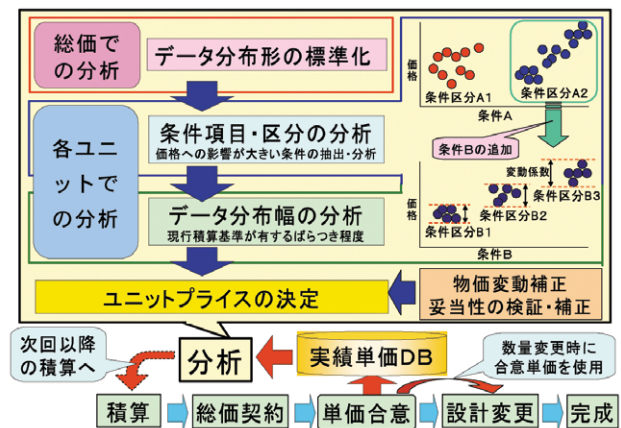 総価で
の分析
データ分布形の標準化
各ユニ
ットで
の分析
条件項目・区分の分析
価格への影響が大きい条件の抽出・分析
データ分布幅の分析
現行積算基準が有するばらつき程度
価格
条件区分A1
条件区分A2
条件A
条件Bの追加
価格
変動係数
条件区分B1
条件区分B2
条件区分B3
条件B
ユニットプライスの決定
物価変動補正
妥当性の検証・補正
次回以降
の積算へ
分析
実績単価DB
数量変更時に
合意単価を使用
積算
総価契約
単価合意
設計変更
完成